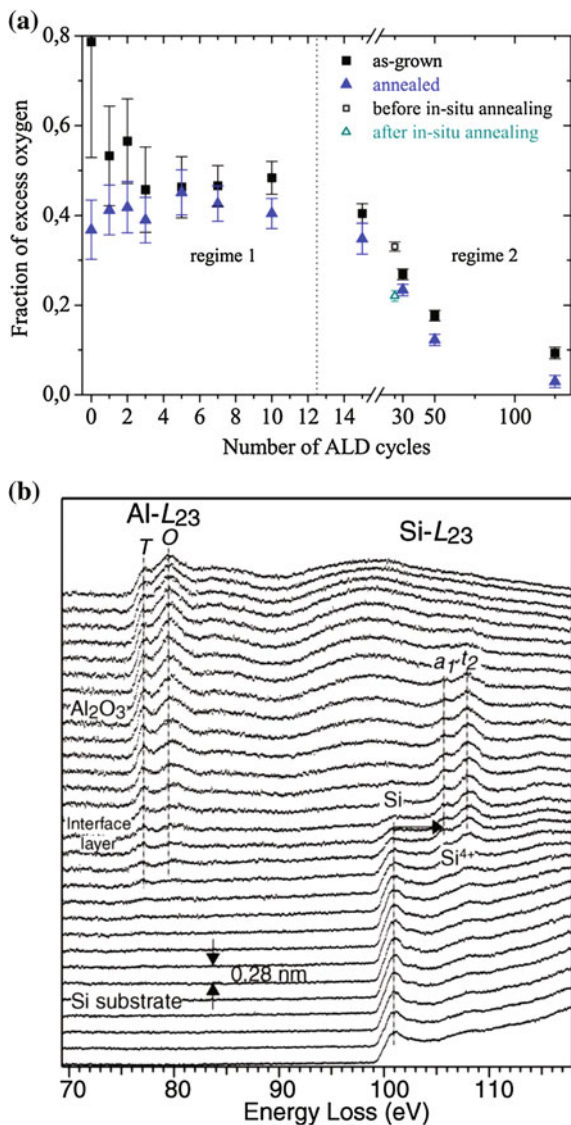 (a)
0,8
0,6
0,4
0,2
0,0
Fraction of excess oxygen
as-grown
annealed
before in-situ annealing
after in-situ annealing
regime 1
regime 2
0 2 4 6 8 10 12 14 30 50 100
Number of ALD cycles
(b)
Al-L23
T O
Si-L23
a1 t2
Al2O3
Si
Interface
layer
Si4+
0.28 nm
Si substrate
70 80 90 100 110
Energy Loss (eV)